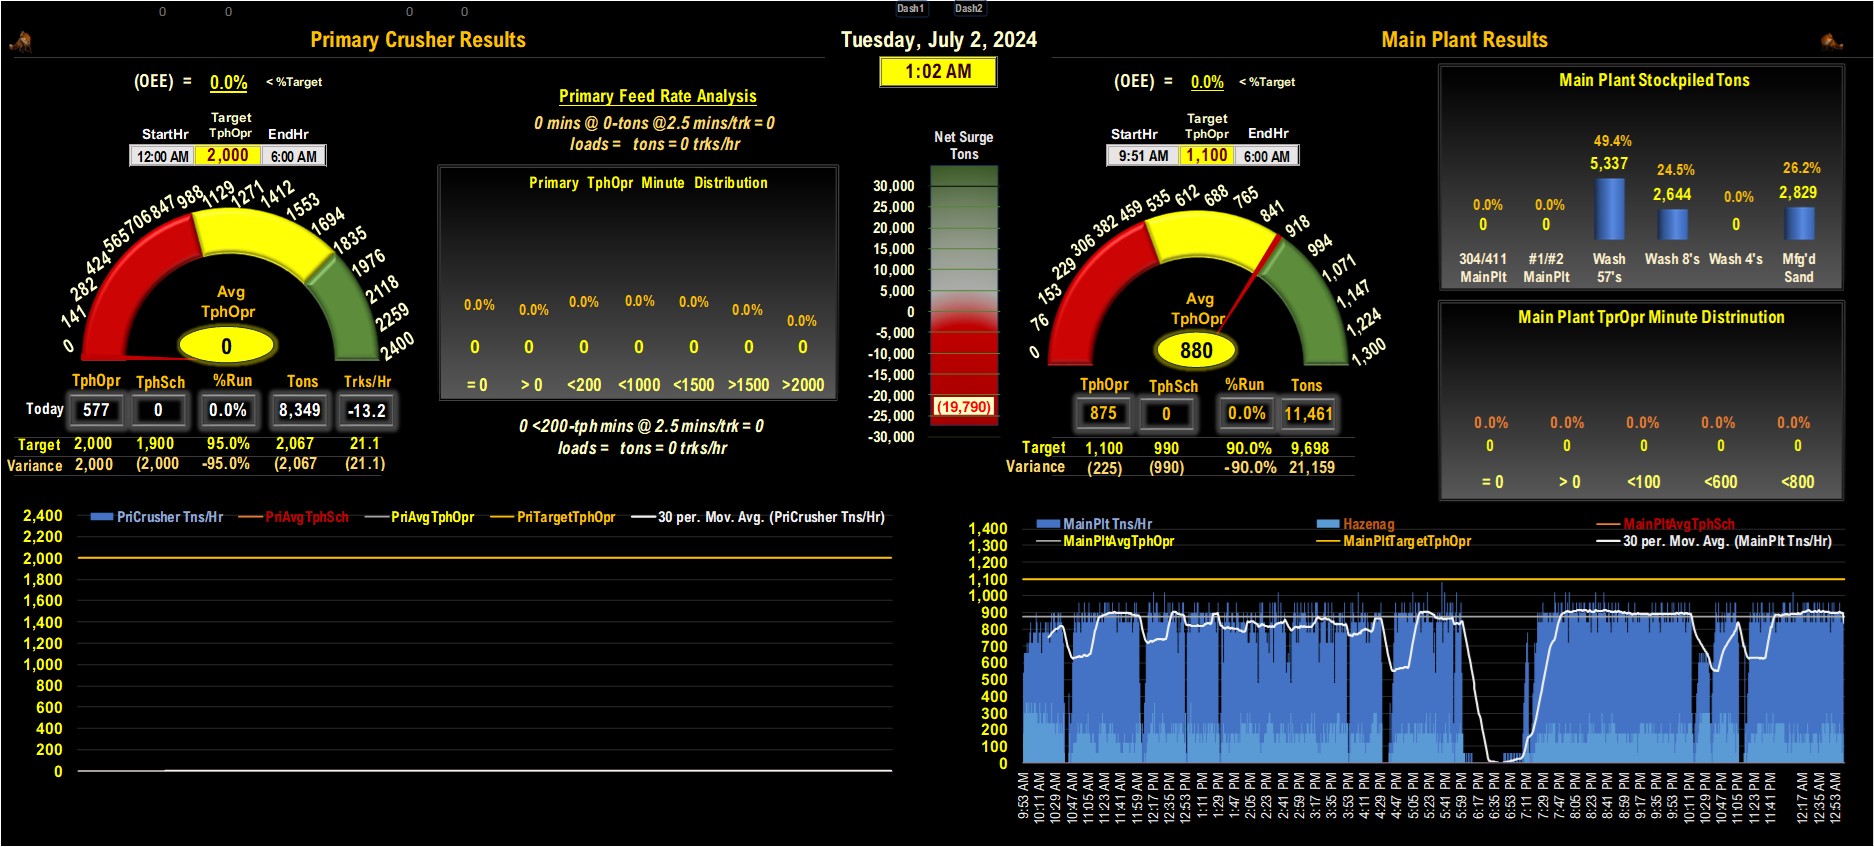 0 0 0 0
Dash1 Dash2
Primary Crusher Results
Tuesday, July 2, 2024
1:02 AM
Main Plant Results
(OEE) = 0.0% < %Target
Target
StartHr TphOpr EndHr
12:00 AM 2,000 6:00 AM
0 141 282 424 565 706 847 988 1129 1271 1412 1553 1694 1835 1976 2118 2259 2400
Avg
TphOpr
0
TphOpr TphSch %Run Tons Trks/Hr
Today 577 0 0.0% 8,349 -13.2
Target 2,000 1,900 95.0% 2,067 21.1
Variance 2,000 (2,000 -95.0% (2,067 (21.1)
Primary Feed Rate Analysis
0 mins @ 0-tons @2.5 mins/trk = 0
loads = tons = 0 trks/hr
Primary TphOpr Minute Distribution
0.0% 0.0% 0.0% 0.0% 0.0% 0.0% 0.0%
0 0 0 0 0 0 0
= 0 > 0 <200 <1000 <1500 >1500 >2000
0 <200-tph mins @ 2.5 mins/trk = 0
loads = tons = 0 trks/hr
Net Surge
Tons
30,000
25,000
20,000
15,000
10,000
5,000
0
-5,000
-10,000
-15,000
-20,000
(19,790)
-25,000
-30,000
(OEE) = 0.0% < %Target
Target
StartHr TphOpr EndHr
9:51 AM 1,100 6:00 AM
0 76 153 229 306 382 459 535 612 688 765 841 918 994 1,071 1,147 1,224 1,300
Avg
TphOpr
880
TphOpr TphSch %Run Tons
875 0 0.0% 11,461
Target 1,100 990 90.0% 9,698
Variance (225) (990) -90.0% 21,159
Main Plant Stockpiled Tons
0.0% 0.0% 49.4% 24.5% 0.0% 26.2%
0 0 5,337 2,644 0 2,829
304/411 #1/#2 Wash Wash 8's Wash 4's Mfg'd
MainPlt MainPlt 57's Sand
Main Plant TprOpr Minute Distrinution
0.0% 0.0% 0.0% 0.0% 0.0%
0 0 0 0 0
= 0 > 0 <100 <600 <800
PriCrusher Tns/Hr PriAvgTphSch PriAvgTphOpr PriTargetTphOpr 30 per. Mov. Avg. (PriCrusher Tns/Hr)
2,400
2,200
2,000
1,800
1,600
1,400
1,200
1,000
800
600
400
200
0
MainPlt Tns/Hr Hazenag MainPltAvgTphSch
MainPltAvgTphOpr MainPltTargetTphOpr 30 per. Mov. Avg. (MainPlt Tns/Hr)
1,400
1,300
1,200
1,100
1,000
900
800
700
600
500
400
300
200
100
0
9:53 AM 10:11 AM 10:29 AM 10:47 AM 11:05 AM 11:23 AM 11:41 AM 11:59 AM 12:17 PM 12:35 PM 12:53 PM 1:11 PM 1:29 PM 1:47 PM 2:05 PM 2:23 PM 2:41 PM 2:59 PM 3:17 PM 3:35 PM 3:53 PM 4:11 PM 4:29 PM 4:47 PM 5:05 PM 5:23 PM 5:41 PM 5:59 PM 6:17 PM 6:35 PM 6:53 PM 7:11 PM 7:29 PM 7:47 PM 8:05 PM 8:23 PM 8:41 PM 8:59 PM 9:17 PM 9:35 PM 9:53 PM 10:11 PM 10:29 PM 10:47 PM 11:05 PM 11:23 PM 11:41 PM 12:17 AM 12:35 AM 12:53 AM